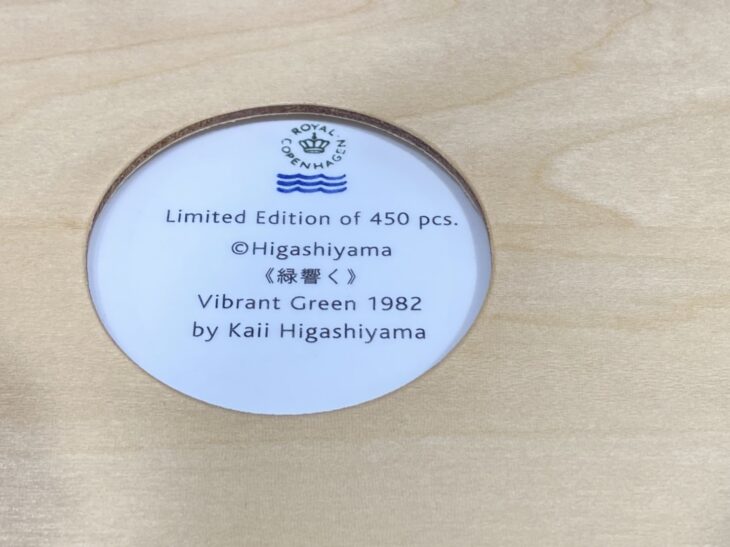 ROYAL
COPENHAGEN
Limited Edition of 450 pcs.
©Higashiyama
《緑響く》
Vibrant Green 1982
by Kaii Higashiyama